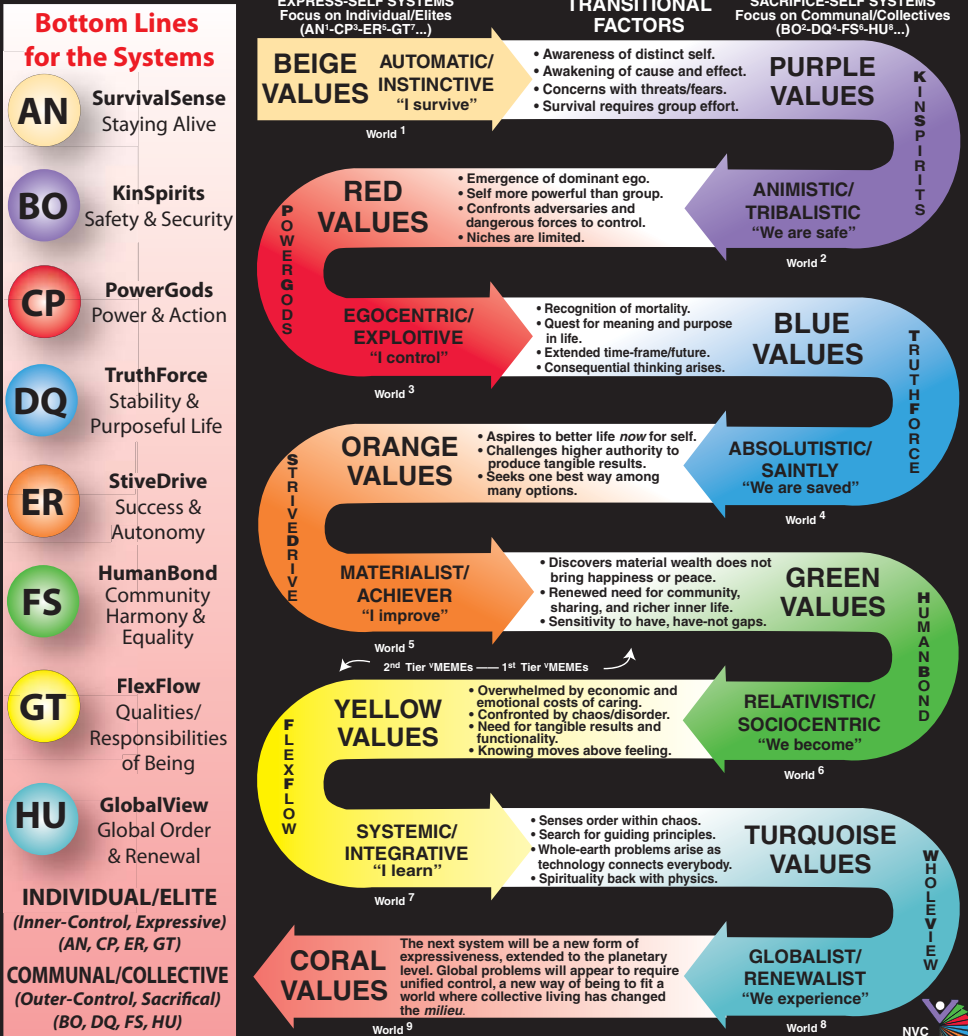 Bottom Lines
for the Systems
AN
SurvivalSense
Staying Alive
BO
KinSpirits
Safety & Security
CP
PowerGods
Power & Action
DQ
TruthForce
Stability &
Purposeful Life
ER
StiveDrive
Success &
Autonomy
FS
HumanBond
Community
Harmony &
Equality
GT
FlexFlow
Qualities/
Responsibilities
of Being
HU
GlobalView
Global Order
& Renewal
INDIVIDUAL/ELITE
(Inner-Control, Expressive)
(AN, CP, ER, GT)
COMMUNAL/COLLECTIVE
(Outer-Control, Sacrifical)
(BO, DQ, FS, HU)
EXPRESS-SELF SYSTEMS
Focus on Individual/Elites
(AN¹-CP³-ER⁵-GT⁷...)
TRANSITIONAL
FACTORS
SACRIFICE-SELF SYSTEMS
Focus on Communal/Collectives
(BO²-DQ⁴-FS⁶-HU⁸...)
BEIGE
VALUES
AUTOMATIC/
INSTINCTIVE
“I survive”
World 1
• Awareness of distinct self.
• Awakening of cause and effect.
• Concerns with threats/fears.
• Survival requires group effort.
PURPLE
VALUES
KINSPIRITS
ANIMISTIC/
TRIBALISTIC
“We are safe”
World 2
• Emergence of dominant ego.
• Self more powerful than group.
• Confronts adversaries and
dangerous forces to control.
• Niches are limited.
RED
VALUES
POWERGODS
EGOCENTRIC/
EXPLOITIVE
“I control”
World 3
• Recognition of mortality.
• Quest for meaning and purpose
in life.
• Extended time-frame/future.
• Consequential thinking arises.
BLUE
VALUES
TRUTHFORCE
ABSOLUTISTIC/
SAINTLY
“We are saved”
World 4
• Aspires to better life now for self.
• Challenges higher authority to
produce tangible results.
• Seeks one best way among
many options.
ORANGE
VALUES
STRIVEDRIVE
MATERIALIST/
ACHIEVER
“I improve”
World 5
• Discovers material wealth does not
bring happiness or peace.
• Renewed need for community,
sharing, and richer inner life.
• Sensitivity to have, have-not gaps.
GREEN
VALUES
HUMANBOND
RELATIVISTIC/
SOCIOCENTRIC
“We become”
World 6
2nd Tier VMEMEs —— 1st Tier VMEMEs
• Overwhelmed by economic and
emotional costs of caring.
• Confronted by chaos/disorder.
• Need for tangible results and
functionality.
• Knowing moves above feeling.
YELLOW
VALUES
FLEXFLOW
SYSTEMIC/
INTEGRATIVE
“I learn”
World 7
• Senses order within chaos.
• Search for guiding principles.
• Whole-earth problems arise as
technology connects everybody.
• Spirituality back with physics.
TURQUOISE
VALUES
WHOLEVIEW
GLOBALIST/
RENEWALIST
“We experience”
World 8
CORAL
VALUES
The next system will be a new form of
expressiveness, extended to the planetary
level. Global problems will appear to require
unified control, a new way of being to fit a
world where collective living has changed
the milieu.
World 9
NVC